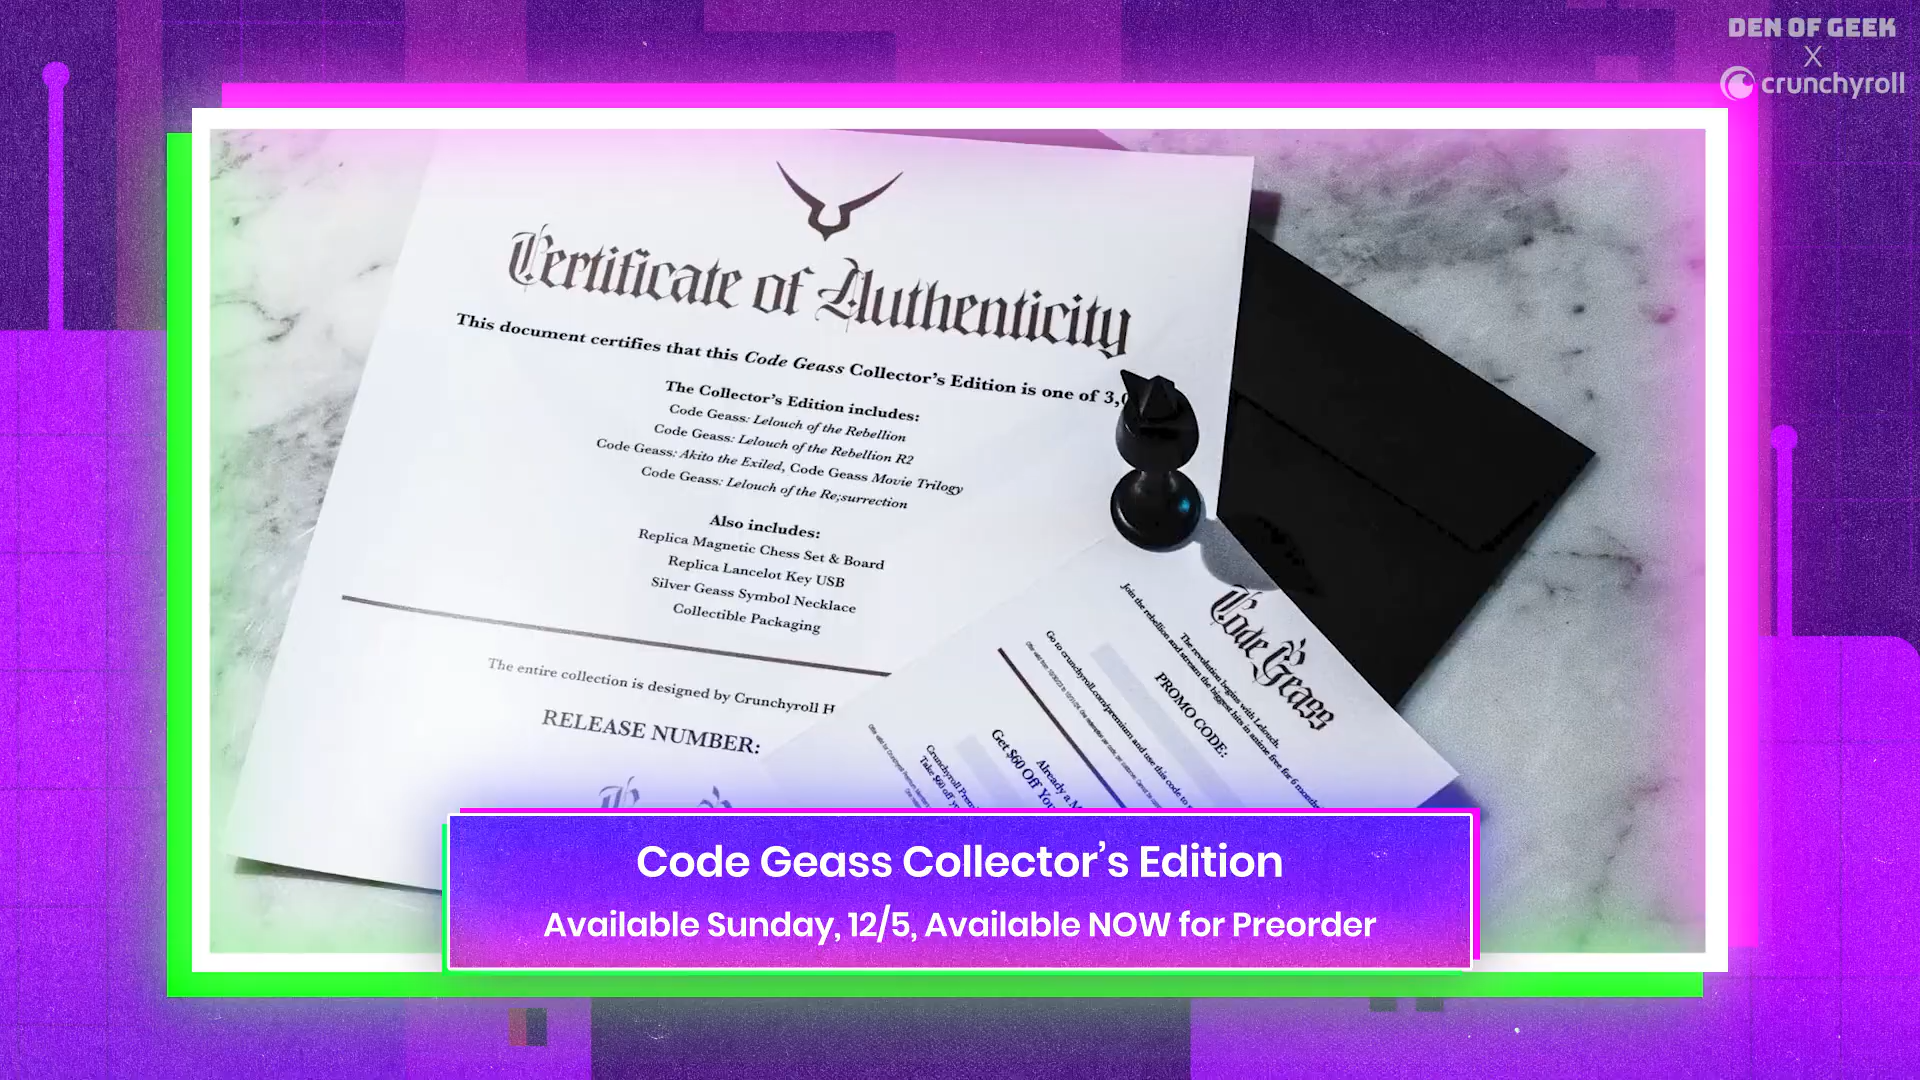 DEN OF GEEK
X
crunchyroll
Certificate of Authenticity
This document certifies that this Code Geass Collector's Edition is one of 3,
The Collector's Edition includes:
Code Geass: Lelouch of the Rebellion
Code Geass: Lelouch of the Rebellion R2
Code Geass: Akito the Exiled, Code Geass Movie Trilogy
Code Geass: Lelouch of the Re;surrection
Also includes:
Replica Magnetic Chess Set & Board
Replica Lancelot Key USB
Silver Geass Symbol Necklace
Collectible Packaging
The entire collection is designed by Crunchyroll H
RELEASE NUMBER:
Code Geass
The revolution begins with Lelouch.
Join the rebellion and stream the biggest hits in anime free for 6 months
PROMO CODE:
Go to crunchyroll.com/premium and use this code to
Already a M
Get $60 Off You
Crunchyroll Prem
Take $60 off y
Code Geass Collector's Edition
Available Sunday, 12/5, Available NOW for Preorder